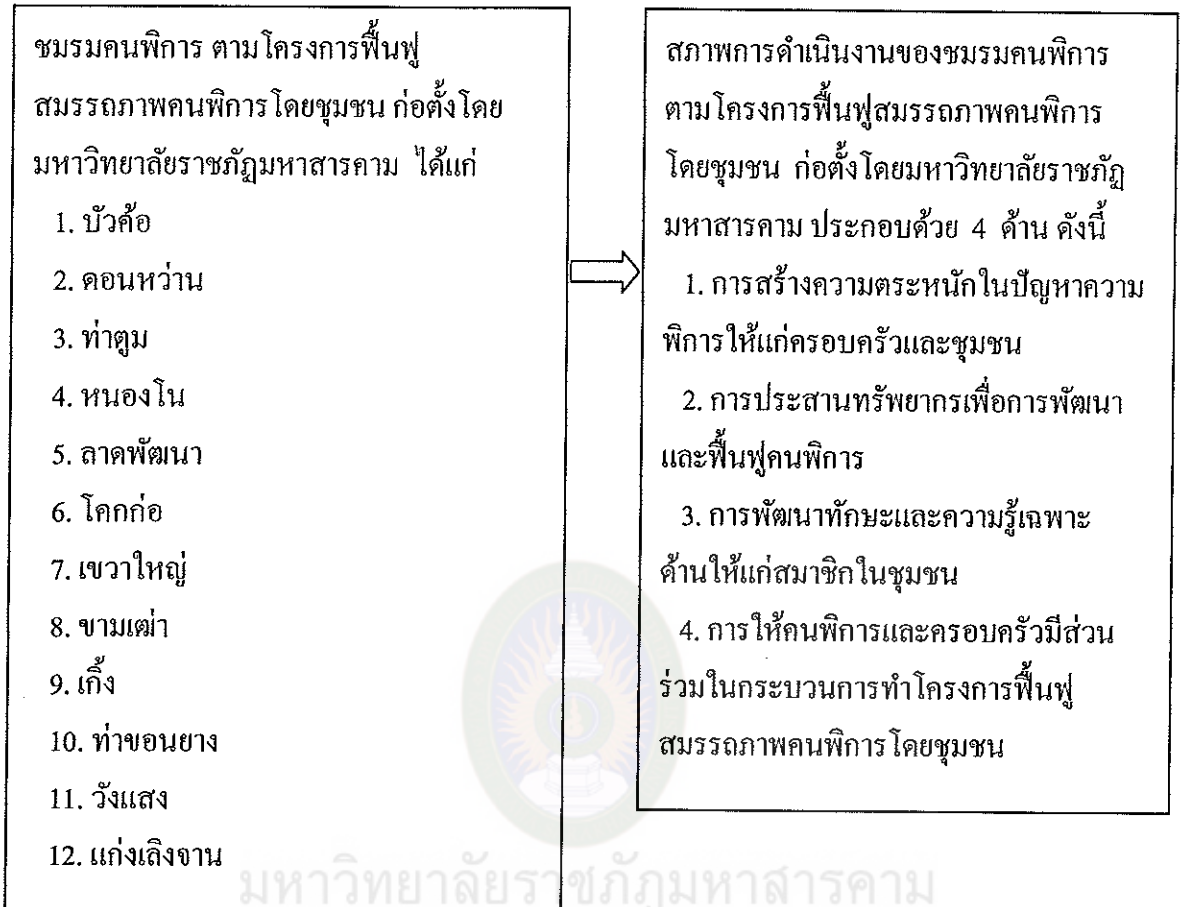 ชมรมคนพิการ ตามโครงการฟื้นฟู
สมรรถภาพคนพิการโดยชุมชน ก่อตั้งโดย
มหาวิทยาลัยราชภัฏมหาสารคาม ได้แก่
1. บัวค้อ
2. ดอนหว่าน
3. ท่าตูม
4. หนองโน
5. ลาดพัฒนา
6. โคกก่อ
7. เขวาใหญ่
8. ขามเฒ่า
9. เกิ้ง
10. ท่าขอนยาง
11. วังแสง
12. แก่งเลิงจาน
สภาพการดำเนินงานของชมรมคนพิการ
ตามโครงการฟื้นฟูสมรรถภาพคนพิการ
โดยชุมชน ก่อตั้งโดยมหาวิทยาลัยราชภัฏ
มหาสารคาม ประกอบด้วย 4 ด้าน ดังนี้
1. การสร้างความตระหนักในปัญหาความ
พิการให้แก่ครอบครัวและชุมชน
2. การประสานทรัพยากรเพื่อการพัฒนา
และฟื้นฟูคนพิการ
3. การพัฒนาทักษะและความรู้เฉพาะ
ด้านให้แก่สมาชิกในชุมชน
4. การให้คนพิการและครอบครัวมีส่วน
ร่วมในกระบวนการทำโครงการฟื้นฟู
สมรรถภาพคนพิการโดยชุมชน
มหาวิทยาลัยราชภัฏมหาสารคาม